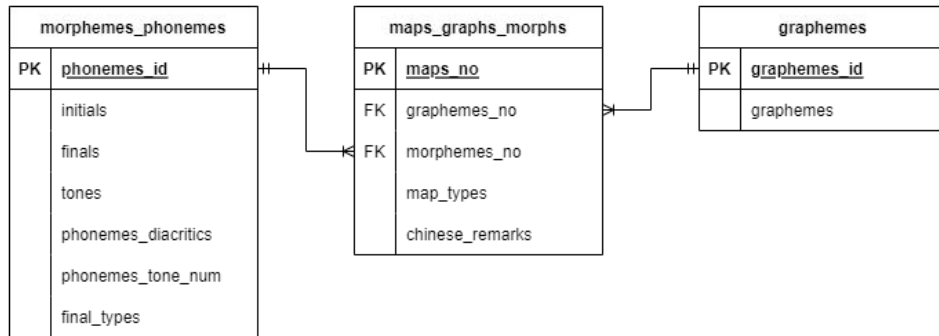 morphemes_phonemes
PK phonemes_id
initials
finals
tones
phonemes_diacritics
phonemes_tone_num
final_types
maps_graphs_morphs
PK maps_no
FK graphemes_no
FK morphemes_no
map_types
chinese_remarks
graphemes
PK graphemes_id
graphemes